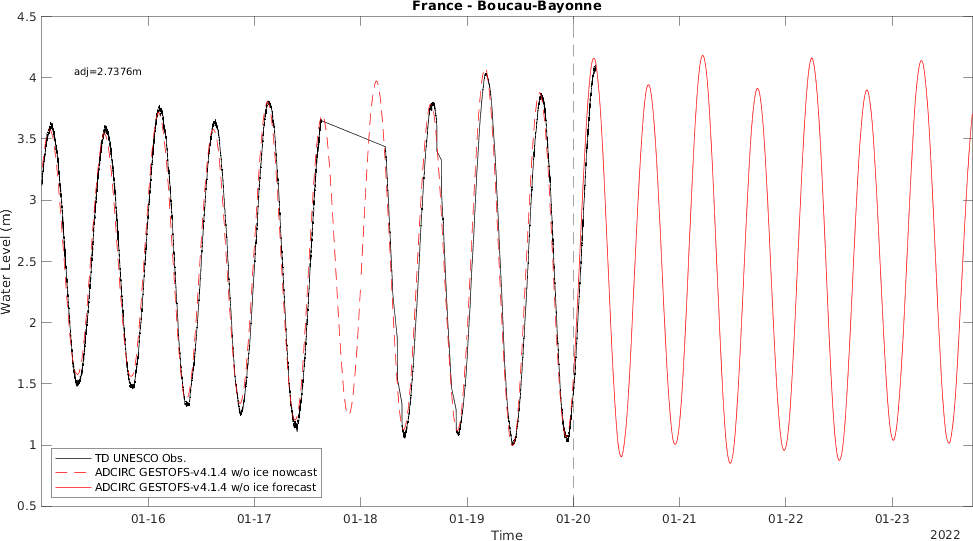 France - Boucau-Bayonne
4.5
4
3.5
3
2.5
2
1.5
1
0.5
Water Level (m)
adj=2.7376m
TD UNESCO Obs.
ADCIRC GESTOFS-v4.1.4 w/o ice nowcast
ADCIRC GESTOFS-v4.1.4 w/o ice forecast
01-16 01-17 01-18 01-19 01-20 01-21 01-22 01-23
Time
2022